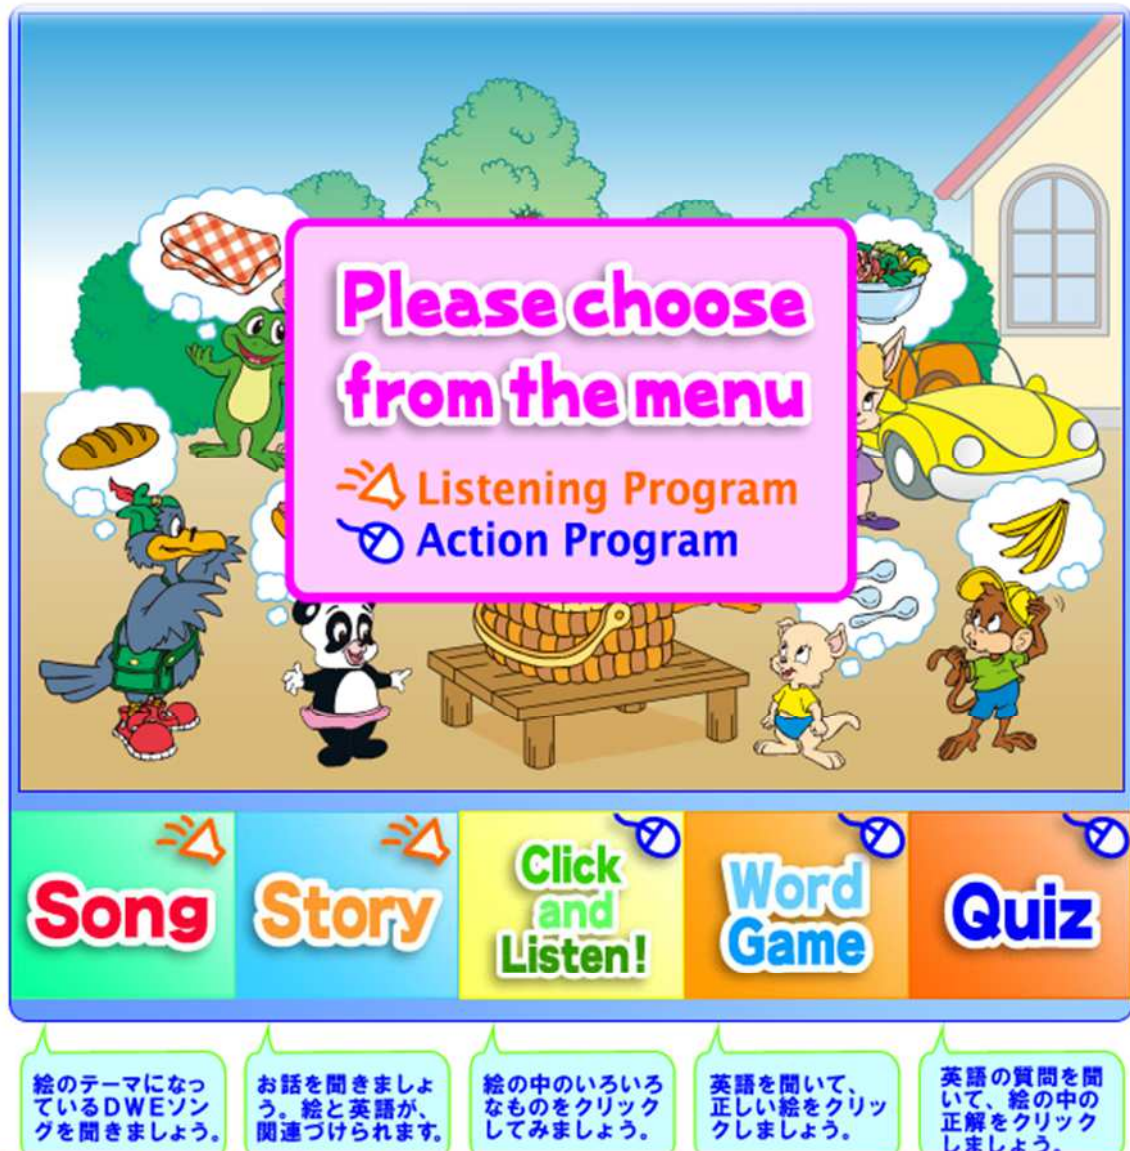 Please choose
from the menu
Listening Program
Action Program
Song
Story
Click
and
Listen!
Word
Game
Quiz
絵のテーマになっ
ているDWEソン
グを聞きましょう。
お話を聞きましょ
う。絵と英語が、
関連づけられます。
絵の中のいろいろ
なものをクリック
してみましょう。
英語を聞いて、
正しい絵をクリッ
クしましょう。
英語の質問を聞
いて、絵の中の
正解をクリック
しましょう。